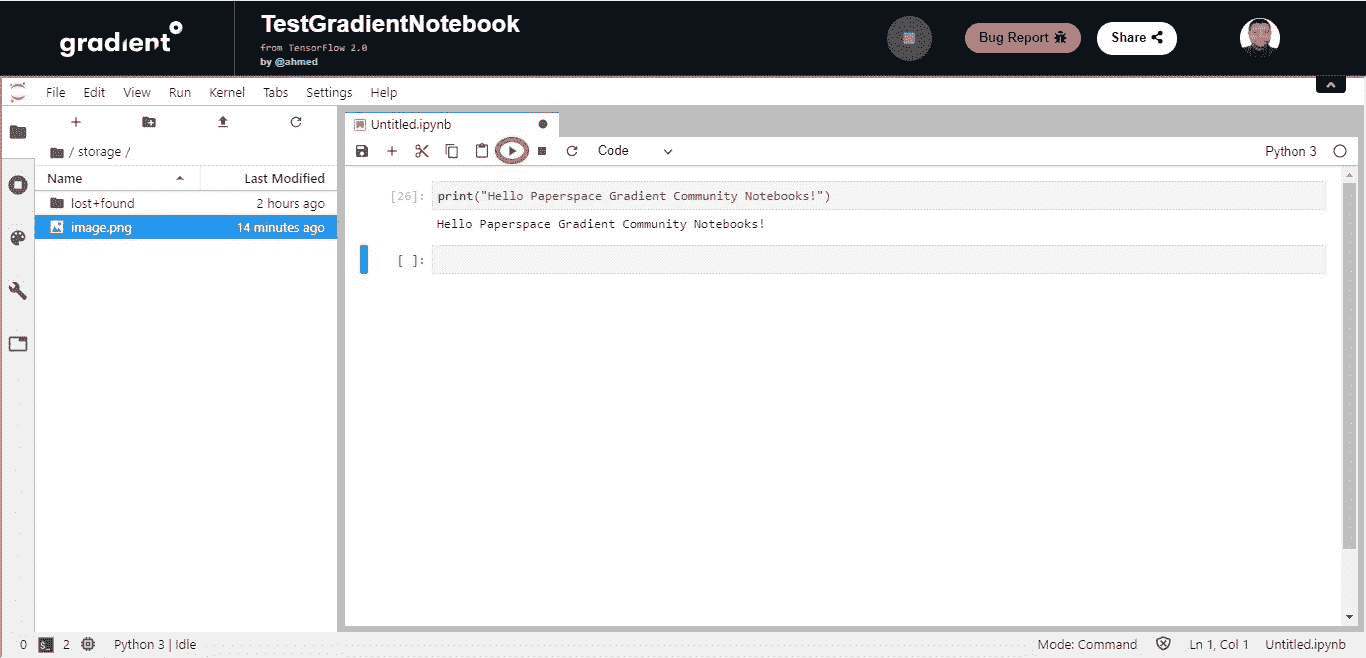 gradient
TestGradientNotebook
from TensorFlow 2.0
by @ahmed
Bug Report
Share
File Edit View Run Kernel Tabs Settings Help
/ storage /
Name Last Modified
lost+found 2 hours ago
image.png 14 minutes ago
Untitled.ipynb
Code
Python 3
[26]: print("Hello Paperspace Gradient Community Notebooks!")
Hello Paperspace Gradient Community Notebooks!
[ ]:
0 2 Python 3 | Idle Mode: Command Ln 1, Col 1 Untitled.ipynb